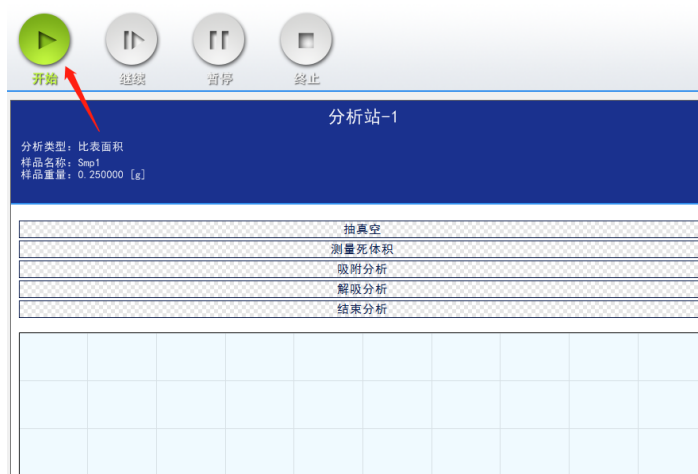 开始 继续 暂停 终止
分析站-1
分析类型: 比表面积
样品名称: Smp1
样品重量: 0.250000 [g]
抽真空
测量死体积
吸附分析
解吸分析
结束分析